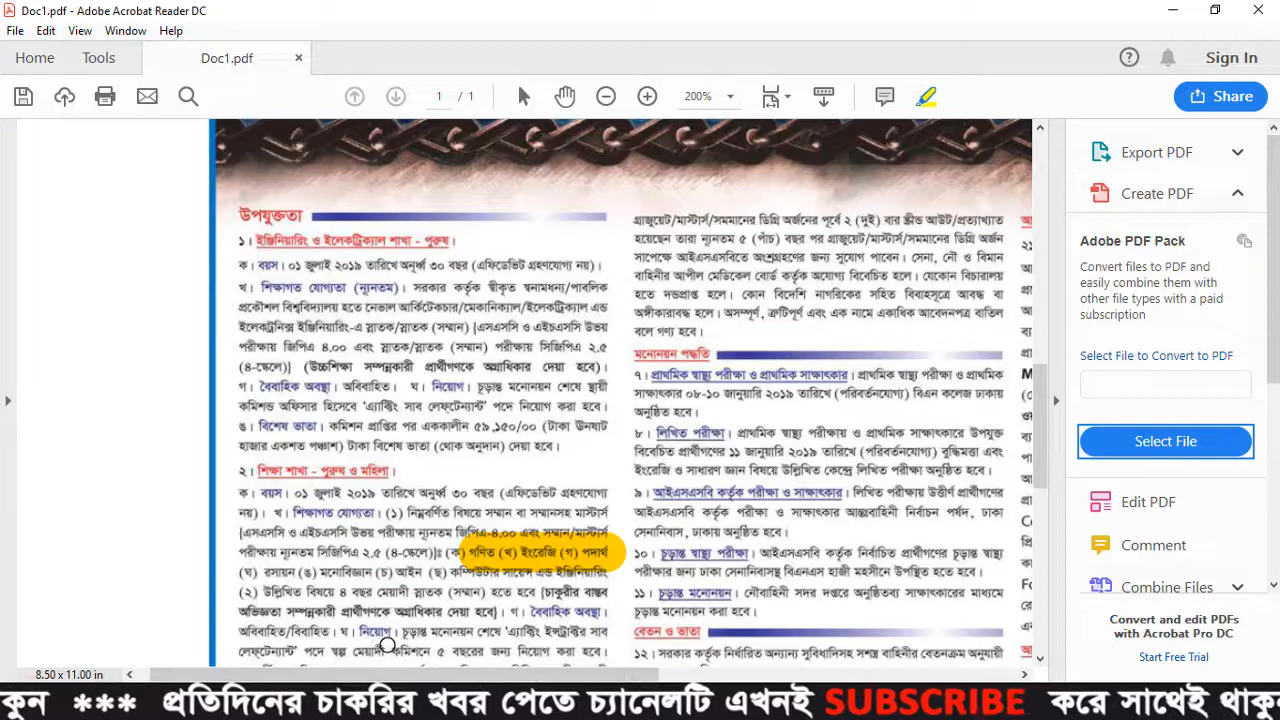 Doc1.pdf - Adobe Acrobat Reader DC
File Edit View Window Help
Home Tools Doc1.pdf
Sign In
1 / 1 200% Share
উপযুক্ততা
১। ইঞ্জিনিয়ারিং ও ইলেকট্রিক্যাল শাখা - পুরুষ।
ক। বয়স। ০১ জুলাই ২০১৯ তারিখে অনূর্ধ্ব ৩০ বছর (এফিডেভিট গ্রহণযোগ্য নয়)।
খ। শিক্ষাগত যোগ্যতা (ন্যূনতম)। সরকার কর্তৃক স্বীকৃত স্বনামধন্য/পাবলিক
প্রকৌশল বিশ্ববিদ্যালয় হতে নেভাল আর্কিটেকচার/মেকানিক্যাল/ইলেকট্রিক্যাল এন্ড
ইলেকট্রনিক্স ইঞ্জিনিয়ারিং-এ স্নাতক/স্নাতক (সম্মান) {এসএসসি ও এইচএসসি উভয়
পরীক্ষায় জিপিএ ৪.০০ এবং স্নাতক/স্নাতক (সম্মান) পরীক্ষায় সিজিপিএ ২.৫
(৪-স্কেলে)} (উচ্চশিক্ষা সম্পন্নকারী প্রার্থীগণকে অগ্রাধিকার দেয়া হবে)।
গ। বৈবাহিক অবস্থা। অবিবাহিত। ঘ। নিয়োগ। চূড়ান্ত মনোনয়ন শেষে স্থায়ী
কমিশন্ড অফিসার হিসেবে 'এ্যাক্টিং সাব লেফ্টেন্যান্ট' পদে নিয়োগ করা হবে।
ঙ। বিশেষ ভাতা। কমিশন প্রাপ্তির পর এককালীন ৫৯,১৫০/০০ (টাকা ঊনষাট
হাজার একশত পঞ্চাশ) টাকা বিশেষ ভাতা (থোক অনুদান) দেয়া হবে।
২। শিক্ষা শাখা - পুরুষ ও মহিলা।
ক। বয়স। ০১ জুলাই ২০১৯ তারিখে অনূর্ধ্ব ৩০ বছর (এফিডেভিট গ্রহণযোগ্য
নয়)। খ। শিক্ষাগত যোগ্যতা। (১) নিম্নবর্ণিত বিষয়ে সম্মান বা সম্মানসহ মাস্টার্স
{এসএসসি ও এইচএসসি উভয় পরীক্ষায় ন্যূনতম জিপিএ-৪.০০ এবং সম্মান/মাস্টার্স
পরীক্ষায় ন্যূনতম সিজিপিএ ২.৫ (৪-স্কেলে)}ঃ (ক) গণিত (খ) ইংরেজি (গ) পদার্থ
(ঘ) রসায়ন (ঙ) মনোবিজ্ঞান (চ) আইন (ছ) কম্পিউটার সায়েন্স এন্ড ইঞ্জিনিয়ারিং
(২) উল্লিখিত বিষয়ে ৪ বছর মেয়াদী স্নাতক (সম্মান) হতে হবে {চাকুরীর বাস্তব
অভিজ্ঞতা সম্পন্নকারী প্রার্থীগণকে অগ্রাধিকার দেয়া হবে}। গ। বৈবাহিক অবস্থা।
অবিবাহিত/বিবাহিত। ঘ। নিয়োগ। চূড়ান্ত মনোনয়ন শেষে 'এ্যাক্টিং ইন্সট্রাক্টর সাব
লেফ্টেন্যান্ট' পদে স্বল্প মেয়াদী কমিশনে ৫ বছরের জন্য নিয়োগ করা হবে।
গ্রাজুয়েট/মাস্টার্স/সমমানের ডিগ্রি অর্জনের পূর্বে ২ (দুই) বার স্ক্রীন্ড আউট/প্রত্যাখ্যাত
হয়েছেন তারা ন্যূনতম ৫ (পাঁচ) বছর পর গ্রাজুয়েট/মাস্টার্স/সমমানের ডিগ্রি অর্জন
সাপেক্ষে আইএসএসবিতে অংশগ্রহণের জন্য সুযোগ পাবেন। সেনা, নৌ ও বিমান
বাহিনীর আপীল মেডিকেল বোর্ড কর্তৃক অযোগ্য বিবেচিত হলে। যেকোন বিচারালয়
হতে দন্ডপ্রাপ্ত হলে। কোন বিদেশি নাগরিকের সহিত বিবাহসূত্রে আবদ্ধ বা
অঙ্গীকারাবদ্ধ হলে। অসম্পূর্ণ, ত্রুটিপূর্ণ এবং এক নামে একাধিক আবেদনপত্র বাতিল
বলে গণ্য হবে।
মনোনয়ন পদ্ধতি
৭। প্রাথমিক স্বাস্থ্য পরীক্ষা ও প্রাথমিক সাক্ষাৎকার। প্রাথমিক স্বাস্থ্য পরীক্ষা ও প্রাথমিক
সাক্ষাৎকার ০৮-১০ জানুয়ারি ২০১৯ তারিখে (পরিবর্তনযোগ্য) বিএন কলেজ ঢাকায়
অনুষ্ঠিত হবে।
৮। লিখিত পরীক্ষা। প্রাথমিক স্বাস্থ্য পরীক্ষায় ও প্রাথমিক সাক্ষাৎকারে উপযুক্ত
বিবেচিত প্রার্থীগণের ১১ জানুয়ারি ২০১৯ তারিখে (পরিবর্তনযোগ্য) বুদ্ধিমত্তা এবং
ইংরেজি ও সাধারণ জ্ঞান বিষয়ে উল্লিখিত কেন্দ্রে লিখিত পরীক্ষা অনুষ্ঠিত হবে।
৯। আইএসএসবি কর্তৃক পরীক্ষা ও সাক্ষাৎকার। লিখিত পরীক্ষায় উত্তীর্ণ প্রার্থীগণের
আইএসএসবি কর্তৃক পরীক্ষা ও সাক্ষাৎকার আন্তঃবাহিনী নির্বাচন পর্ষদ, ঢাকা
সেনানিবাস, ঢাকায় অনুষ্ঠিত হবে।
১০। চূড়ান্ত স্বাস্থ্য পরীক্ষা। আইএসএসবি কর্তৃক নির্বাচিত প্রার্থীগণের চূড়ান্ত স্বাস্থ্য
পরীক্ষার জন্য ঢাকা সেনানিবাসস্থ বিএনএস হাজী মহসীনে উপস্থিত হতে হবে।
১১। চূড়ান্ত মনোনয়ন। নৌবাহিনী সদর দপ্তরে অনুষ্ঠিতব্য সাক্ষাৎকারের মাধ্যমে
চূড়ান্ত মনোনয়ন করা হবে।
বেতন ও ভাতা
১২। সরকার কর্তৃক নির্ধারিত অন্যান্য সুবিধাদিসহ সশস্ত্র বাহিনীর বেতনক্রম অনুযায়ী
Export PDF
Create PDF
Adobe PDF Pack
Convert files to PDF and
easily combine them with
other file types with a paid
subscription
Select File to Convert to PDF
Select File
Edit PDF
Comment
Combine Files
Convert and edit PDFs
with Acrobat Pro DC
Start Free Trial
8.50 x 11.00 in
কুন *** প্রতিদিনের চাকরির খবর পেতে চ্যানেলটি এখনই SUBSCRIBE করে সাথেই থাকু